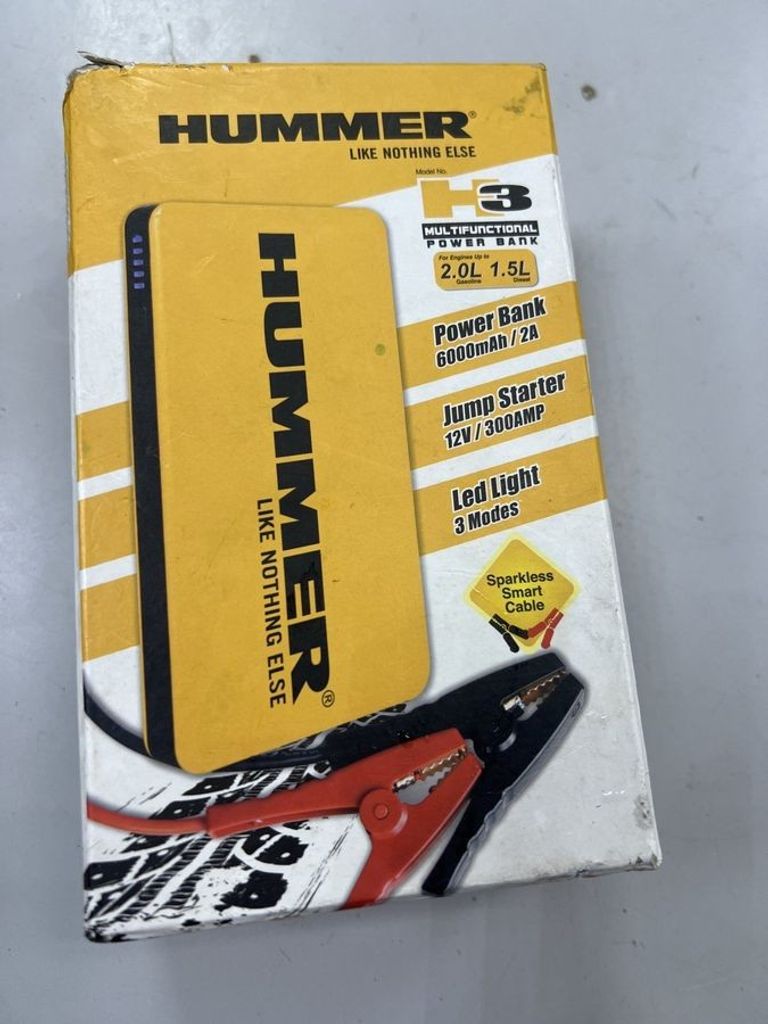 HUMMER®
LIKE NOTHING ELSE
Model No.
H3
MULTIFUNCTIONAL
POWER BANK
For Engines Up to
2.0L 1.5L
Gasoline Diesel
Power Bank
6000mAh / 2A
Jump Starter
12V / 300AMP
Led Light
3 Modes
Sparkless
Smart
Cable
HUMMER®
LIKE NOTHING ELSE